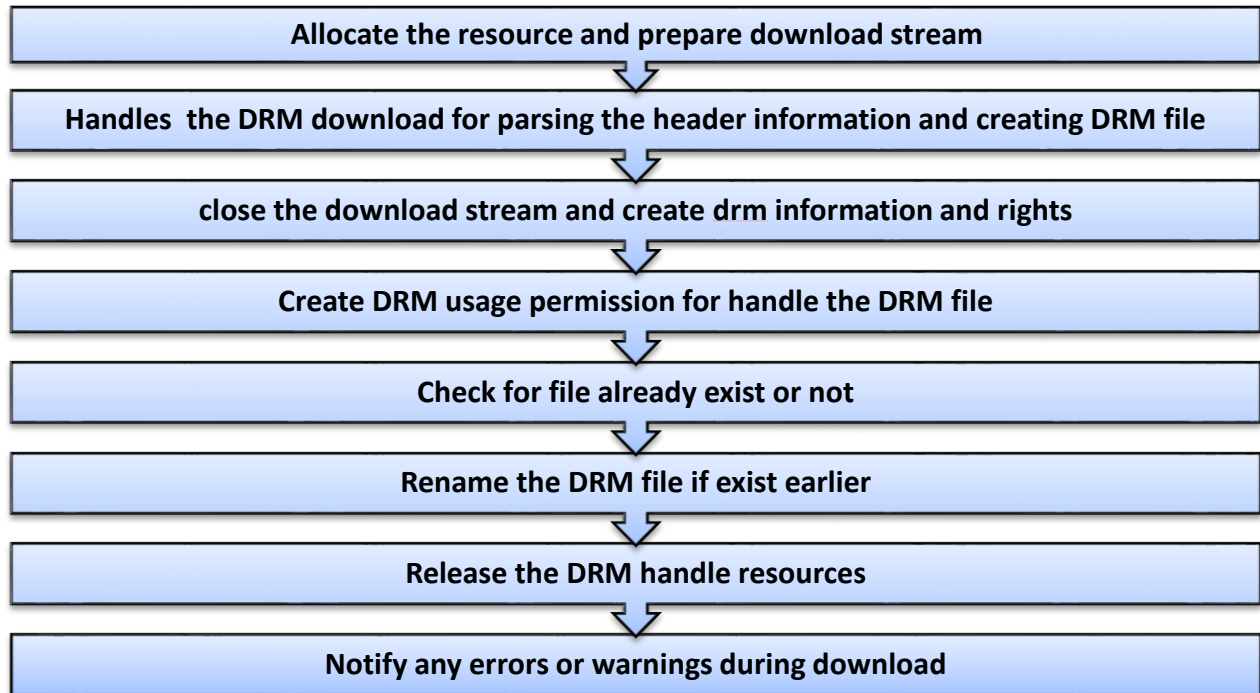 Allocate the resource and prepare download stream
Handles  the DRM download for parsing the header information and creating DRM file
close the download stream and create drm information and rights
Create DRM usage permission for handle the DRM file
Check for file already exist or not
Rename the DRM file if exist earlier
Release the DRM handle resources
Notify any errors or warnings during download